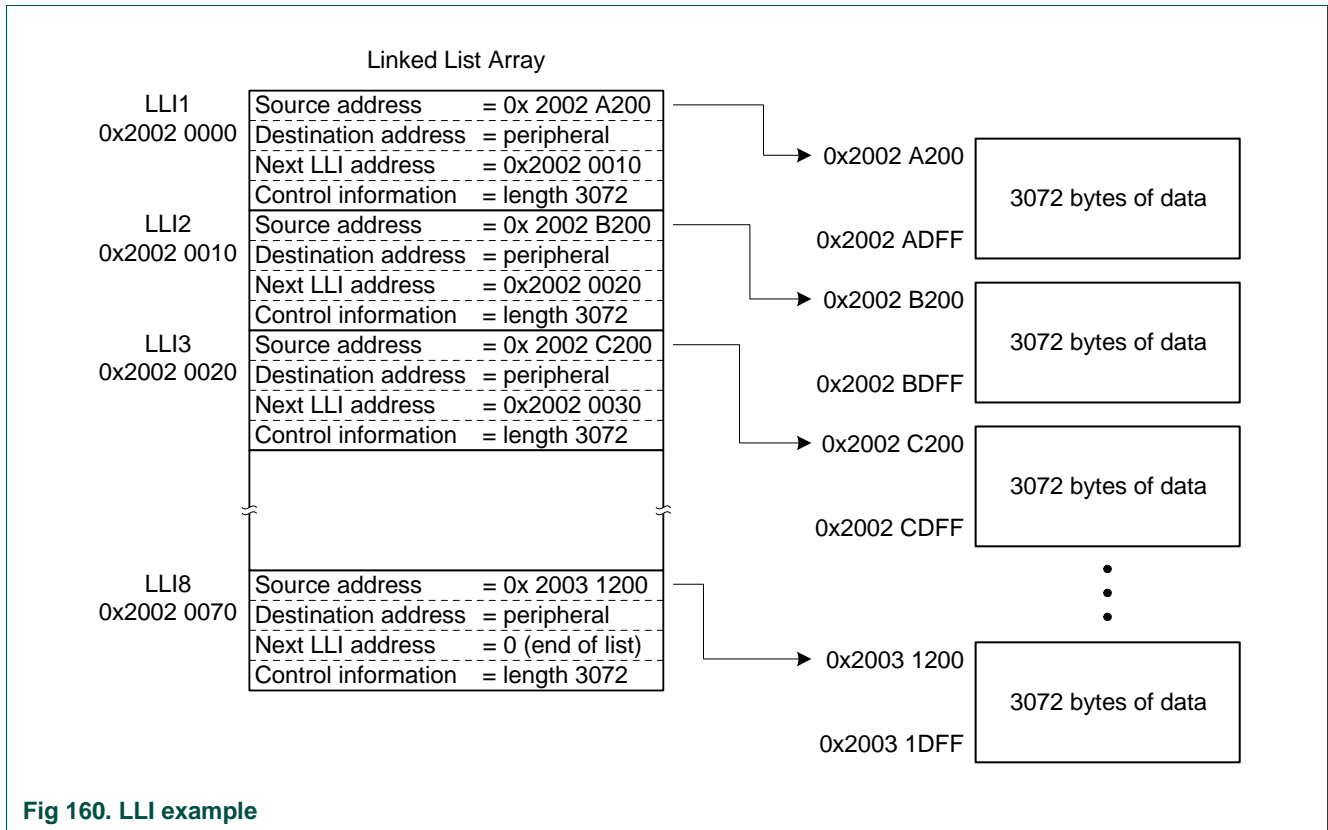 Linked List Array
LLI1
0x2002 0000
Source address = 0x 2002 A200
Destination address = peripheral
Next LLI address = 0x2002 0010
Control information = length 3072
LLI2
0x2002 0010
Source address = 0x 2002 B200
Destination address = peripheral
Next LLI address = 0x2002 0020
Control information = length 3072
LLI3
0x2002 0020
Source address = 0x 2002 C200
Destination address = peripheral
Next LLI address = 0x2002 0030
Control information = length 3072
LLI8
0x2002 0070
Source address = 0x 2003 1200
Destination address = peripheral
Next LLI address = 0 (end of list)
Control information = length 3072
0x2002 A200
3072 bytes of data
0x2002 ADFF
0x2002 B200
3072 bytes of data
0x2002 BDFF
0x2002 C200
3072 bytes of data
0x2002 CDFF
0x2003 1200
3072 bytes of data
0x2003 1DFF
Fig 160. LLI example